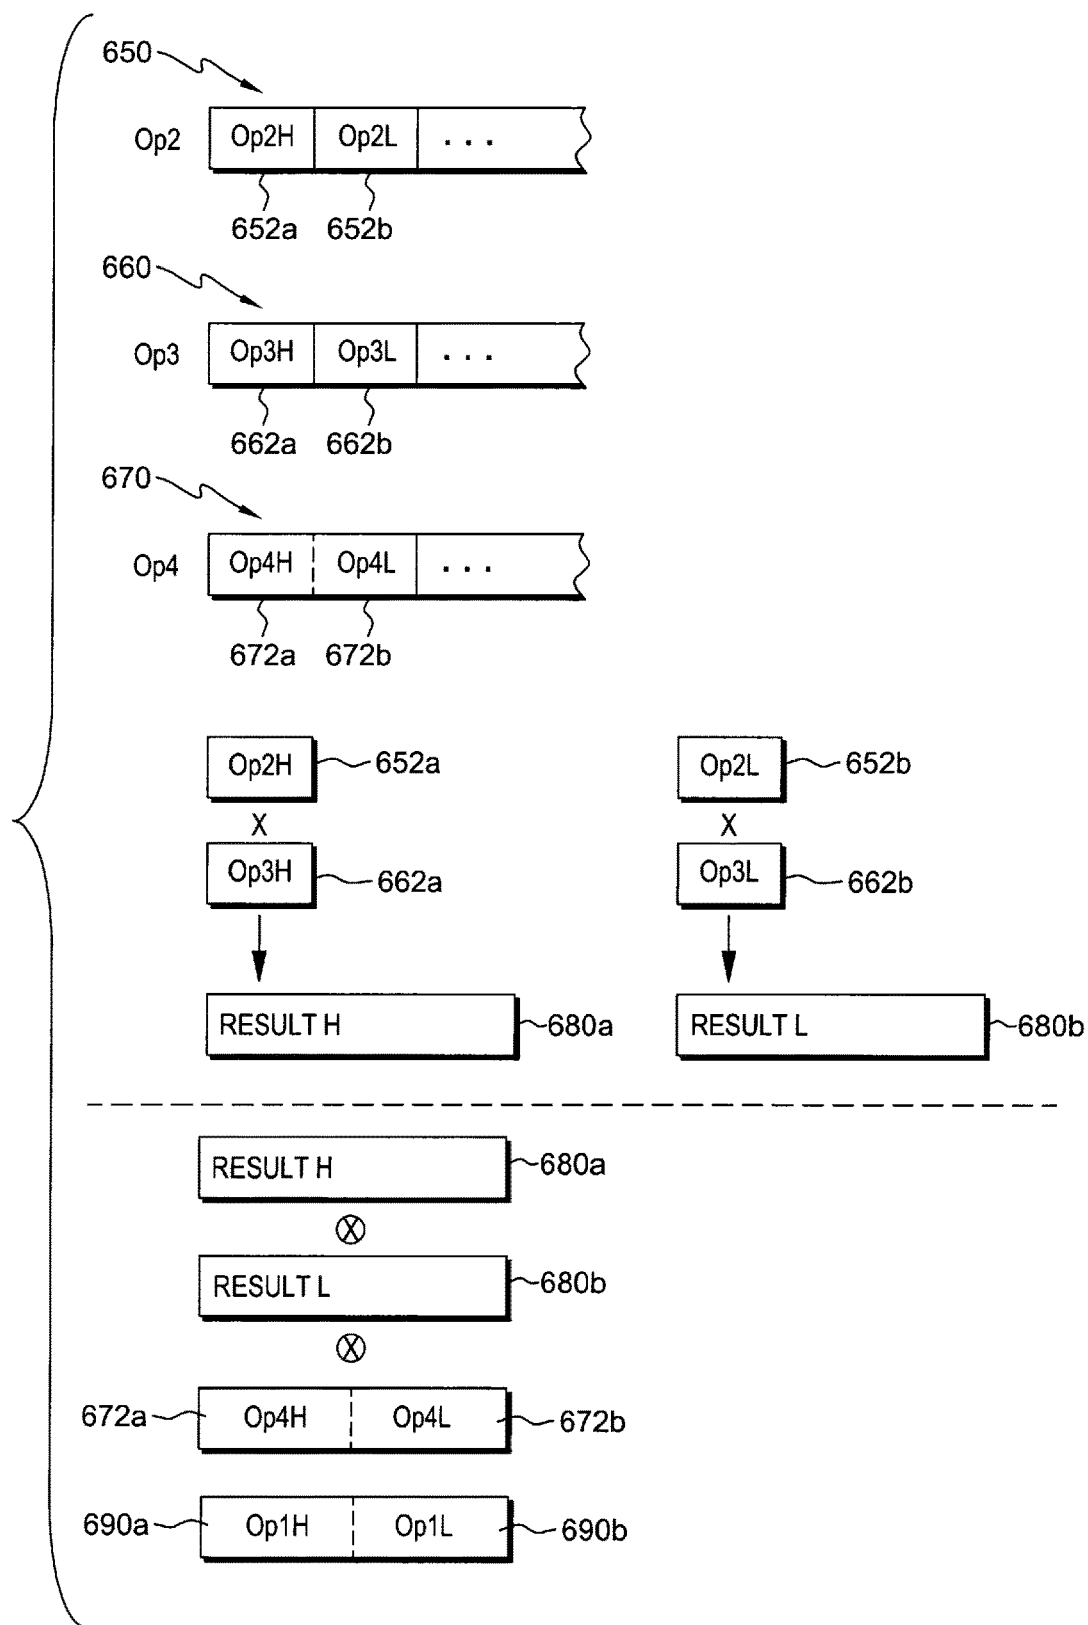 650
Op2 Op2H Op2L . . .
652a 652b
660
Op3 Op3H Op3L . . .
662a 662b
670
Op4 Op4H Op4L . . .
672a 672b
Op2H 652a Op2L 652b
X X
Op3H 662a Op3L 662b
RESULT H 680a RESULT L 680b
RESULT H 680a
X
RESULT L 680b
X
672a Op4H Op4L 672b
690a Op1H Op1L 690b